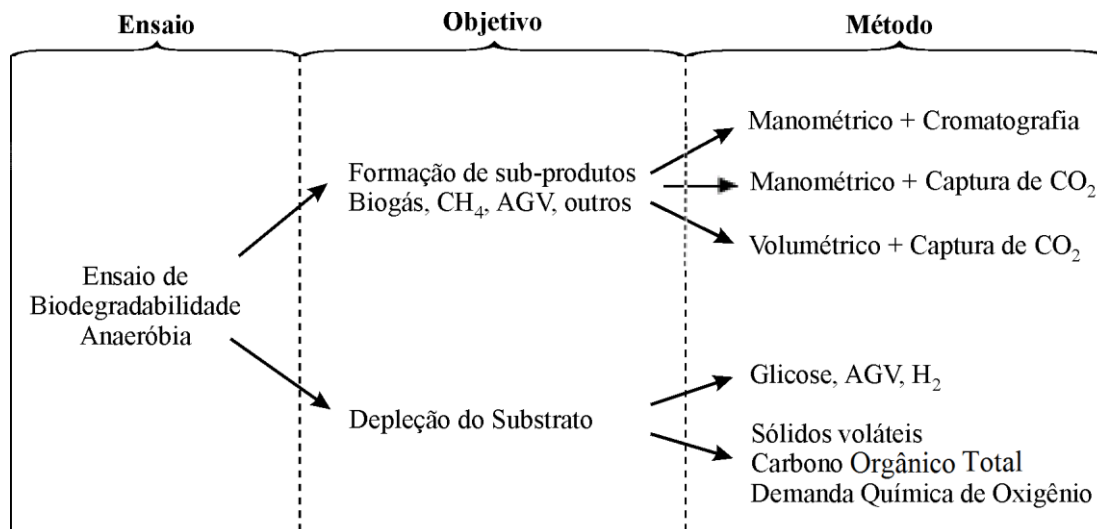 Ensaio
Objetivo
Método
Ensaio de
Biodegradabilidade
Anaeróbia
Formação de sub-produtos
Biogás, CH₄, AGV, outros
Depleção do Substrato
Manométrico + Cromatografia
Manométrico + Captura de CO₂
Volumétrico + Captura de CO₂
Glicose, AGV, H₂
Sólidos voláteis
Carbono Orgânico Total
Demanda Química de Oxigênio